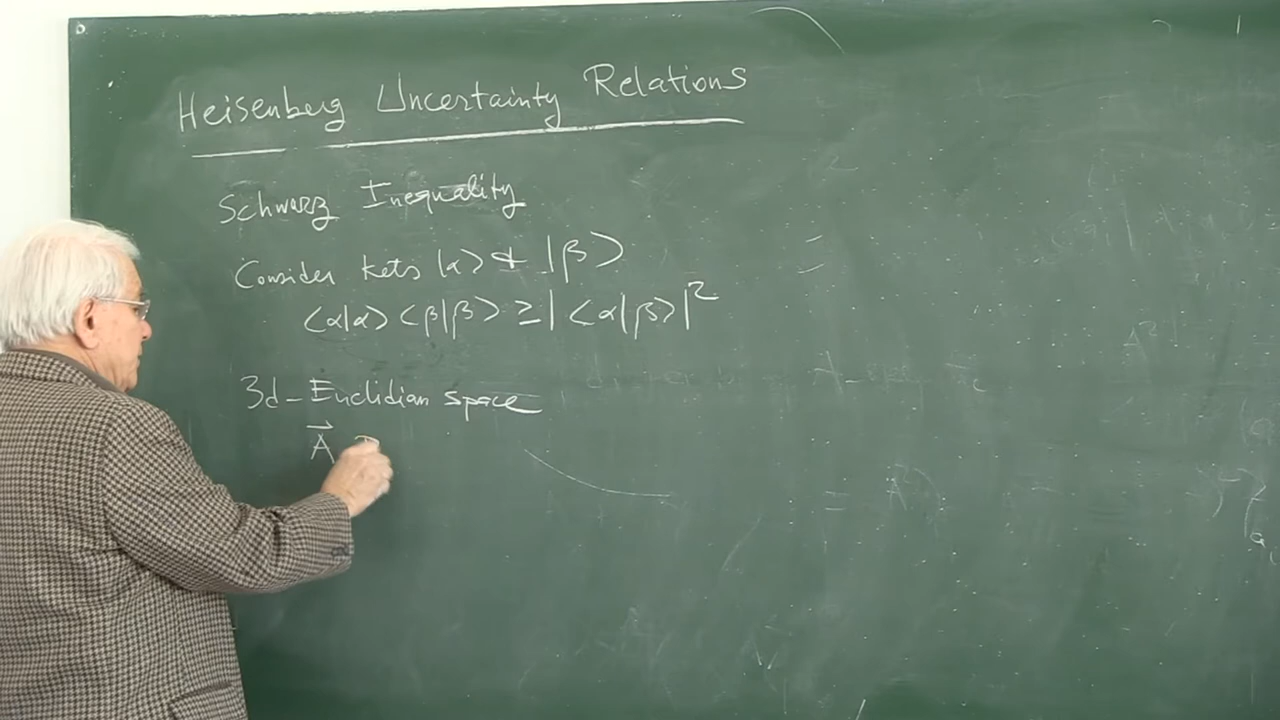 Heisenberg Uncertainty Relations
Schwarz Inequality
Consider kets |α> & |β>
<α|α> <β|β> ≥ |<α|β>|²
3d - Euclidian space
A⃗